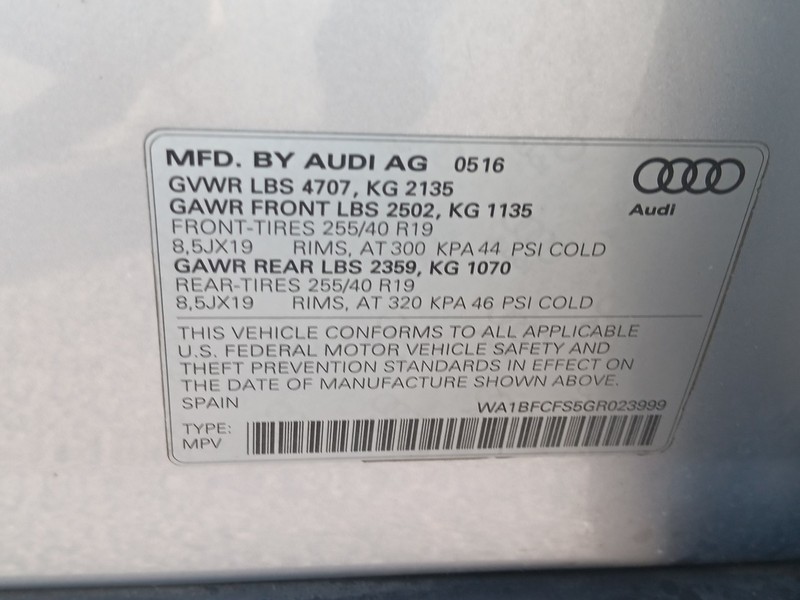 MFD. BY AUDI AG 0516
GVWR LBS 4707, KG 2135
GAWR FRONT LBS 2502, KG 1135
FRONT-TIRES 255/40 R19
8,5JX19 RIMS, AT 300 KPA 44 PSI COLD
GAWR REAR LBS 2359, KG 1070
REAR-TIRES 255/40 R19
8,5JX19 RIMS, AT 320 KPA 46 PSI COLD
Audi
THIS VEHICLE CONFORMS TO ALL APPLICABLE
U.S. FEDERAL MOTOR VEHICLE SAFETY AND
THEFT PREVENTION STANDARDS IN EFFECT ON
THE DATE OF MANUFACTURE SHOWN ABOVE.
SPAIN WA1BFCFS5GR023999
TYPE:
MPV